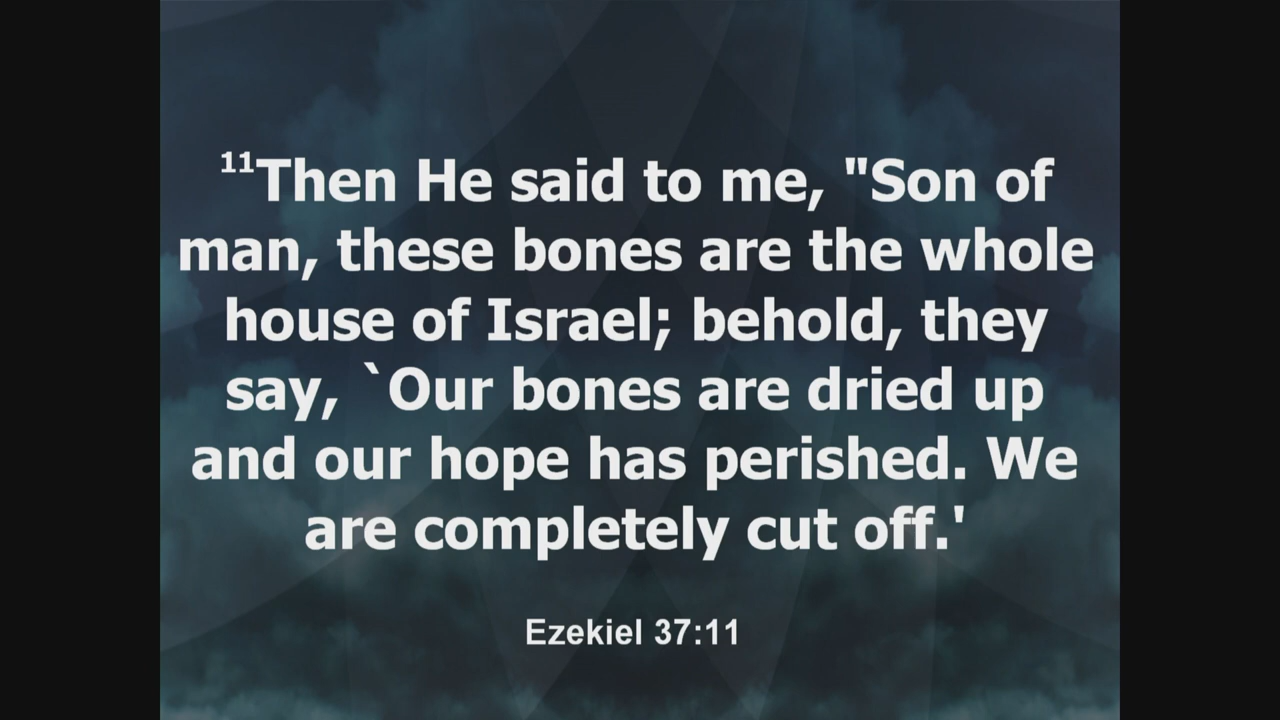 11Then He said to me, "Son of
man, these bones are the whole
house of Israel; behold, they
say, `Our bones are dried up
and our hope has perished. We
are completely cut off.'
Ezekiel 37:11